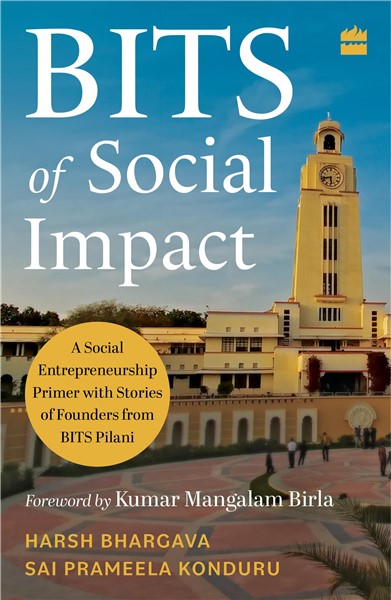 BITS
of Social
Impact
A Social
Entrepreneurship
Primer with Stories
of Founders from
BITS Pilani
Foreword by Kumar Mangalam Birla
HARSH BHARGAVA
SAI PRAMEELA KONDURU